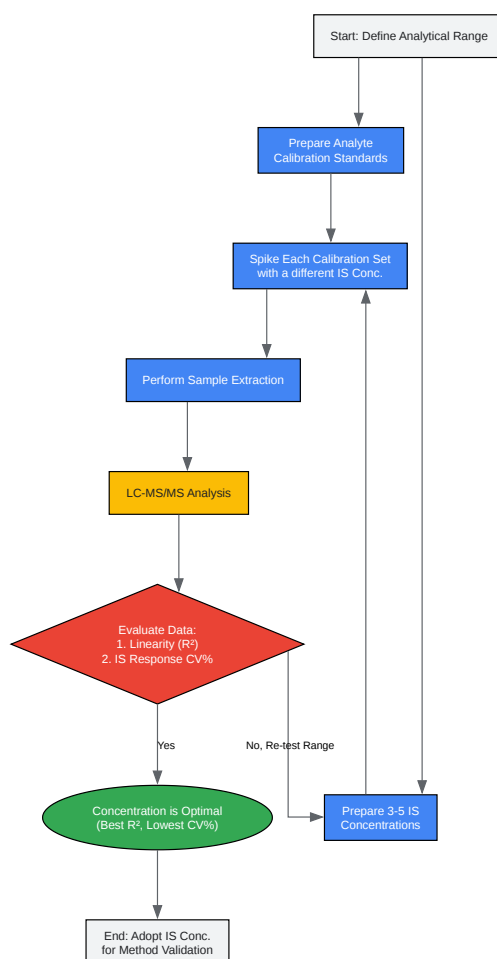 Start: Define Analytical Range
Prepare Analyte
Calibration Standards
Spike Each Calibration Set
with a different IS Conc.
Perform Sample Extraction
LC-MS/MS Analysis
Evaluate Data:
1. Linearity (R²)
2. IS Response CV%
Yes
No, Re-test Range
Concentration is Optimal
(Best R², Lowest CV%)
Prepare 3-5 IS
Concentrations
End: Adopt IS Conc.
for Method Validation